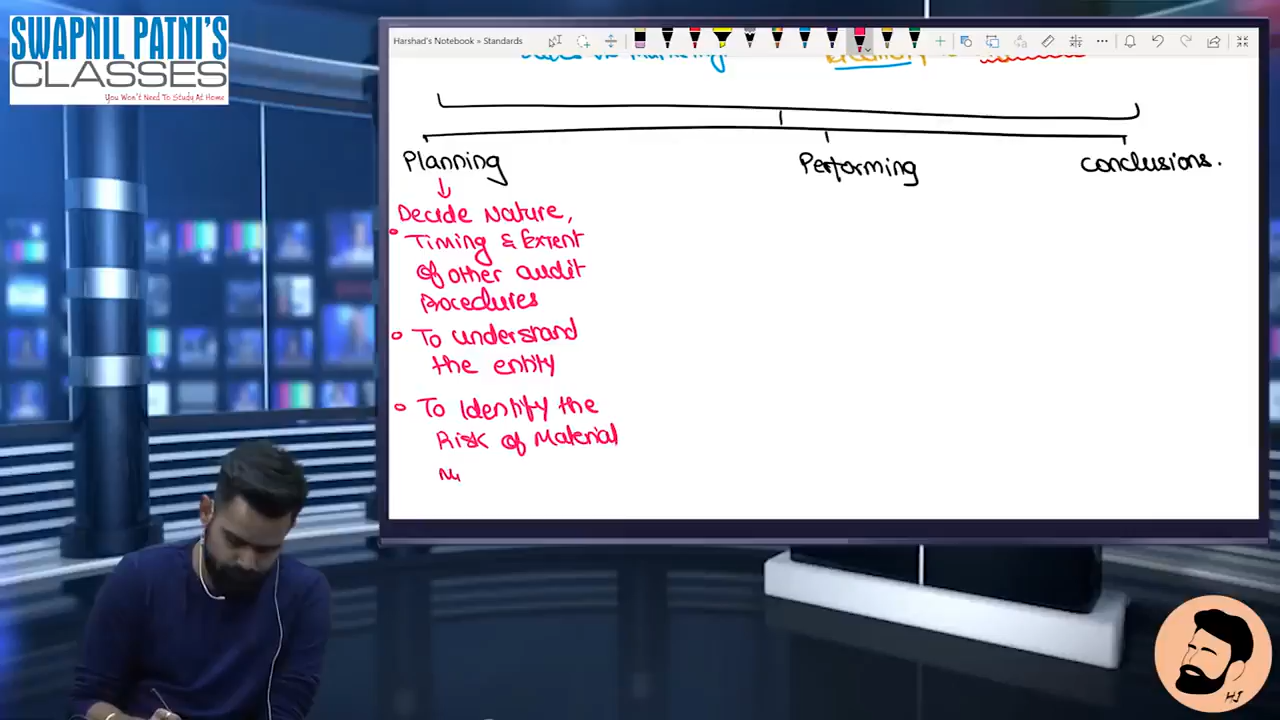 SWAPNIL PATNI'S
CLASSES
You Won't Need To Study At Home
Harshad's Notebook » Standards
Planning
Performing
Conclusions.
Decide Nature,
Timing & Extent
of other audit
Procedures
To understand
the entity
To Identify the
Risk of Material
HJ